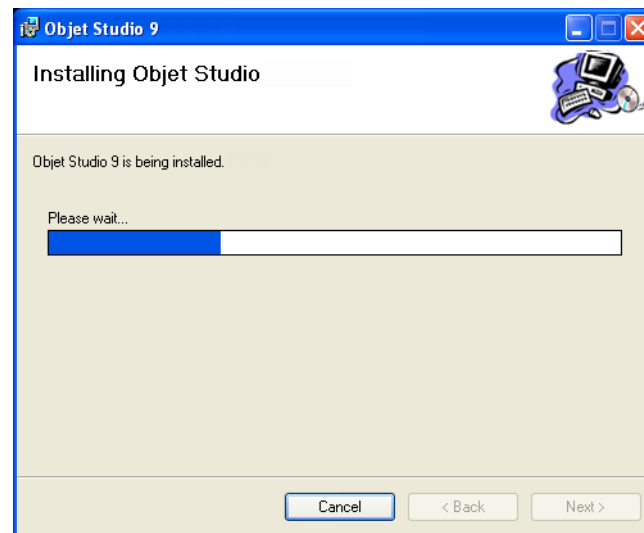 Objet Studio 9
Installing Objet Studio
Objet Studio 9 is being installed.
Please wait...
Cancel
< Back
Next >